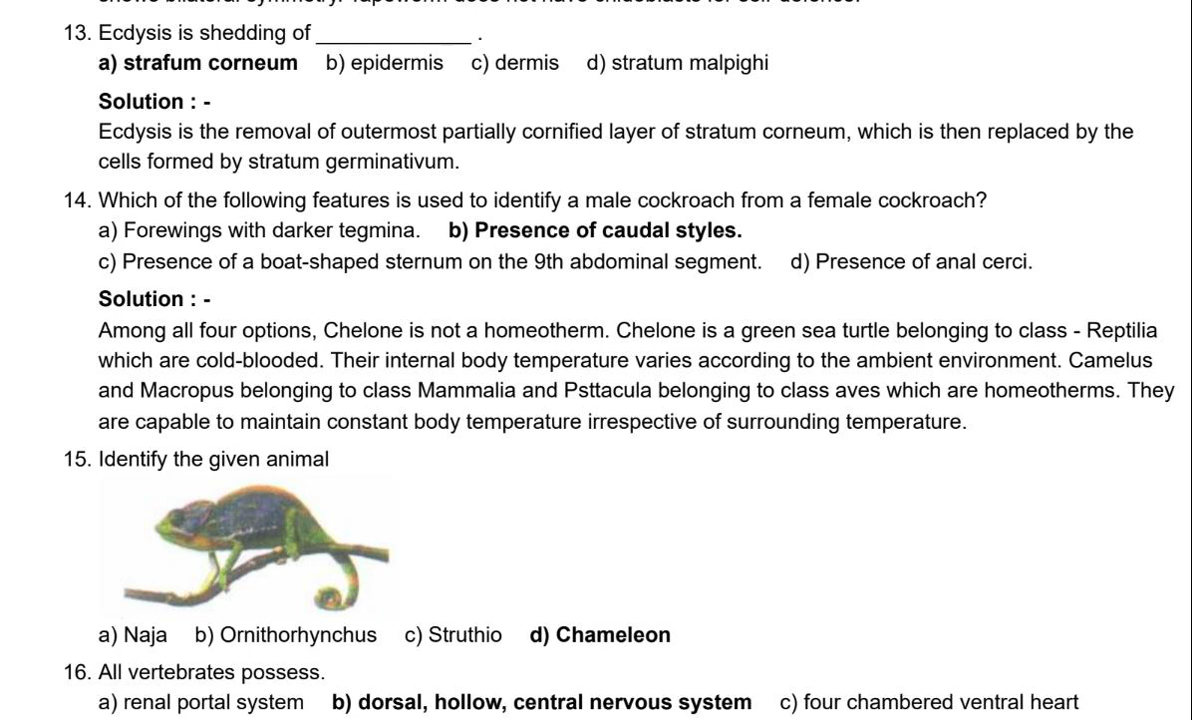 13. Ecdysis is shedding of _____________ .
a) strafum corneum b) epidermis c) dermis d) stratum malpighi
Solution : -
Ecdysis is the removal of outermost partially cornified layer of stratum corneum, which is then replaced by the
cells formed by stratum germinativum.
14. Which of the following features is used to identify a male cockroach from a female cockroach?
a) Forewings with darker tegmina. b) Presence of caudal styles.
c) Presence of a boat-shaped sternum on the 9th abdominal segment. d) Presence of anal cerci.
Solution : -
Among all four options, Chelone is not a homeotherm. Chelone is a green sea turtle belonging to class - Reptilia
which are cold-blooded. Their internal body temperature varies according to the ambient environment. Camelus
and Macropus belonging to class Mammalia and Psttacula belonging to class aves which are homeotherms. They
are capable to maintain constant body temperature irrespective of surrounding temperature.
15. Identify the given animal
a) Naja b) Ornithorhynchus c) Struthio d) Chameleon
16. All vertebrates possess.
a) renal portal system b) dorsal, hollow, central nervous system c) four chambered ventral heart